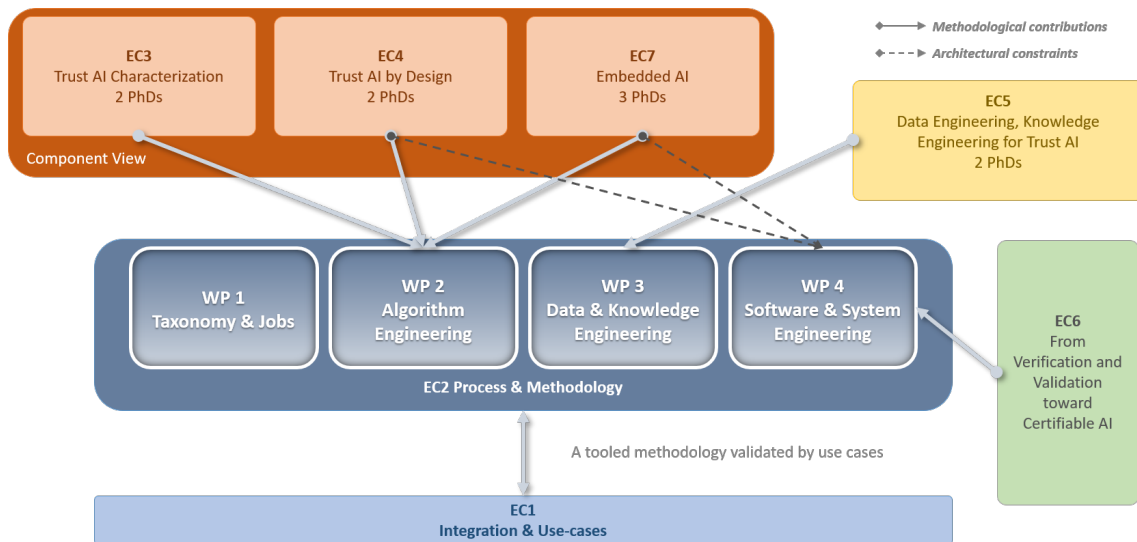 EC3
Trust AI Characterization
2 PhDs
EC4
Trust AI by Design
2 PhDs
EC7
Embedded AI
3 PhDs
Component View
Methodological contributions
Architectural constraints
EC5
Data Engineering, Knowledge
Engineering for Trust AI
2 PhDs
WP 1
Taxonomy & Jobs
WP 2
Algorithm
Engineering
WP 3
Data & Knowledge
Engineering
WP 4
Software & System
Engineering
EC2 Process & Methodology
EC6
From
Verification and
Validation
toward
Certifiable AI
A tooled methodology validated by use cases
EC1
Integration & Use-cases